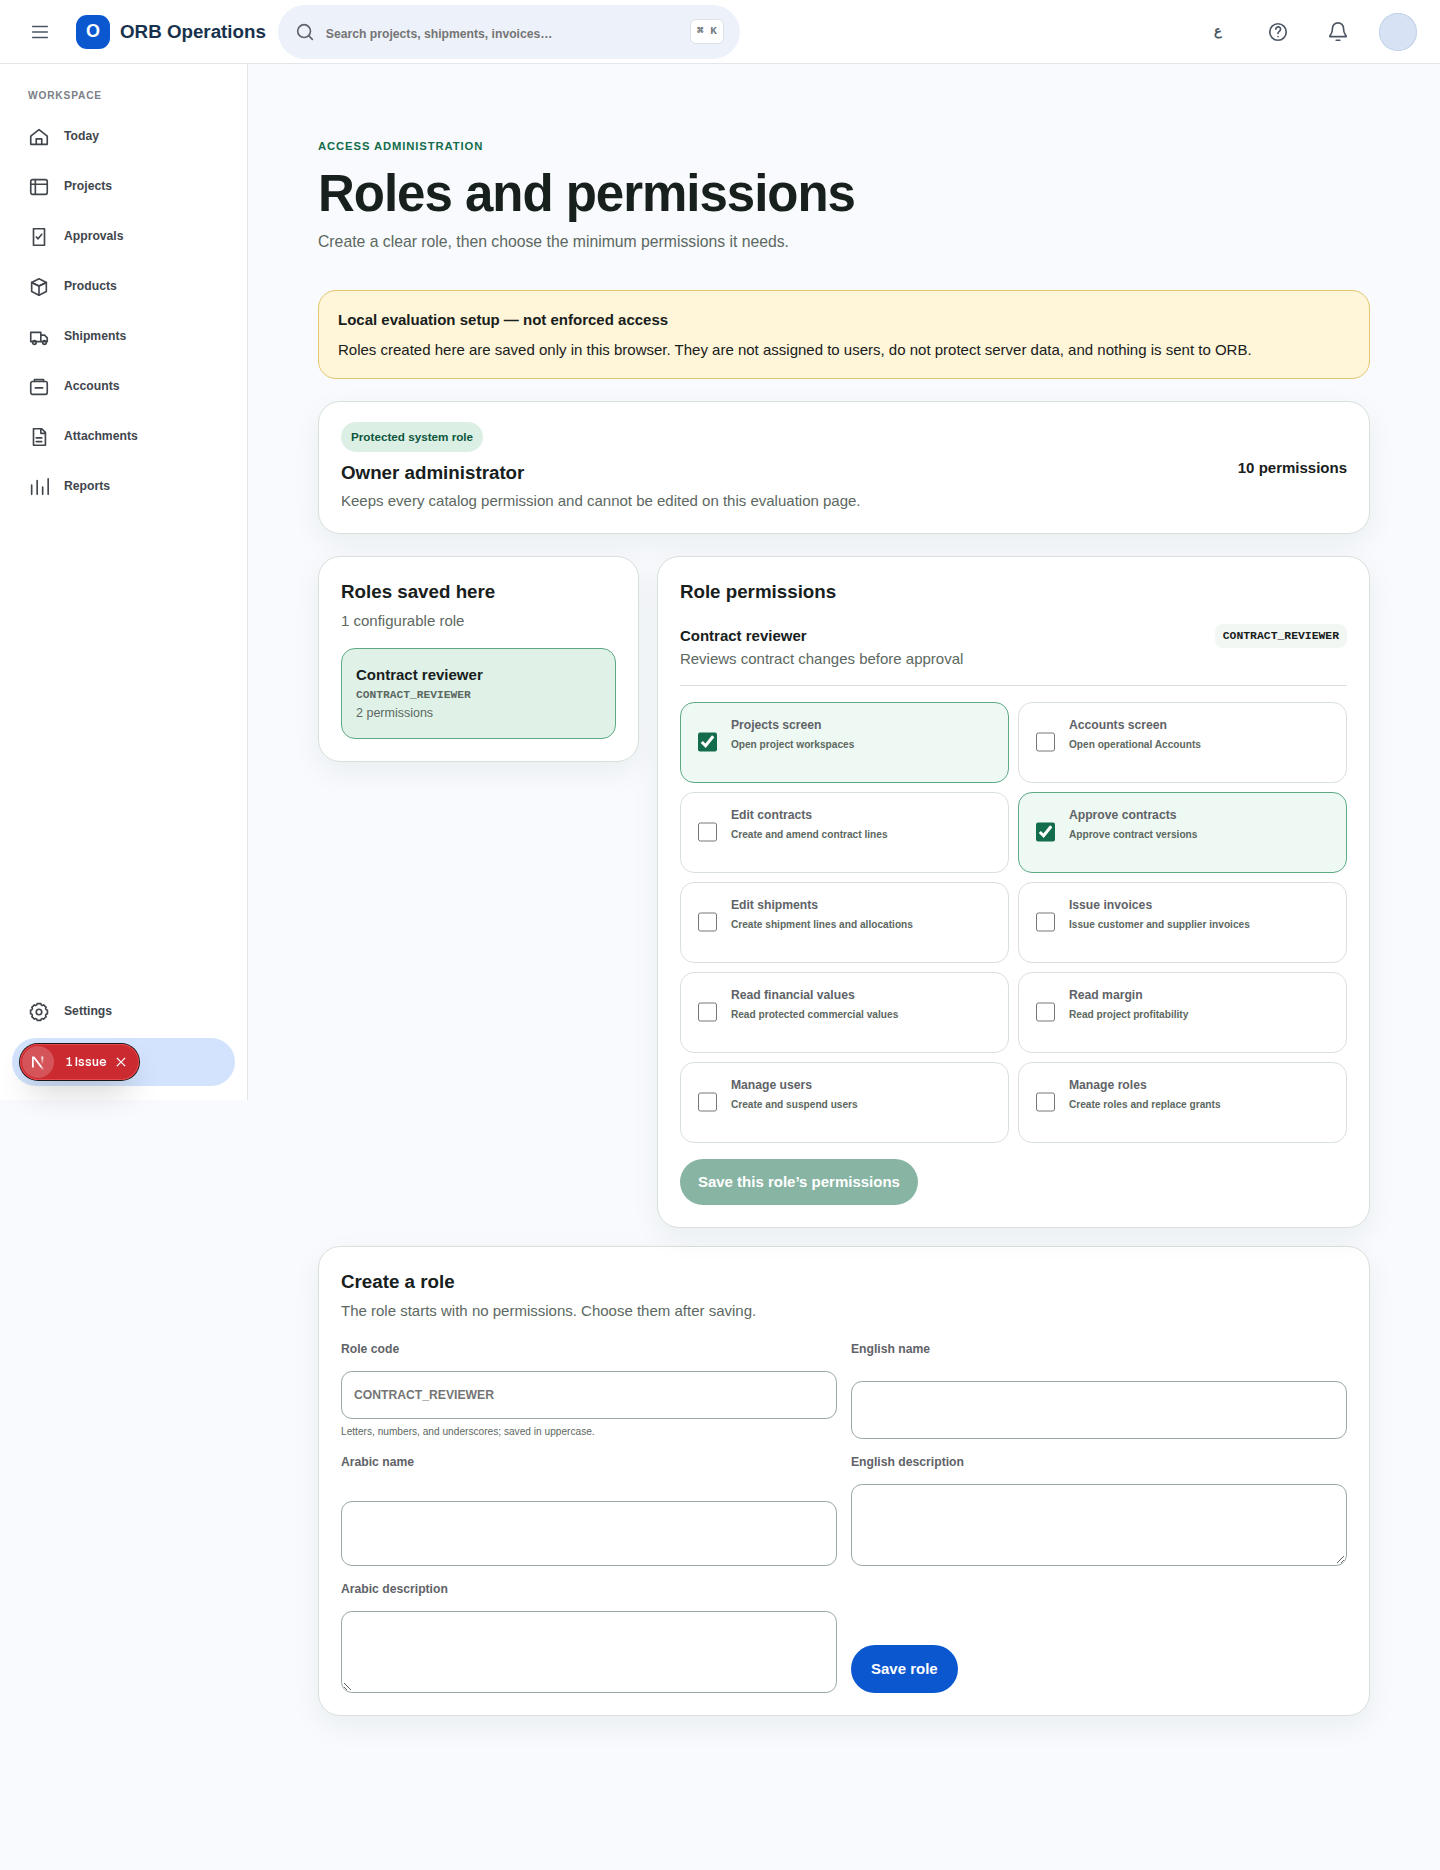 O ORB Operations
Search projects, shipments, invoices…
⌘ K
ع
WORKSPACE
Today
Projects
Approvals
Products
Shipments
Accounts
Attachments
Reports
Settings
N 1 Issue
ACCESS ADMINISTRATION
Roles and permissions
Create a clear role, then choose the minimum permissions it needs.
Local evaluation setup — not enforced access
Roles created here are saved only in this browser. They are not assigned to users, do not protect server data, and nothing is sent to ORB.
Protected system role
Owner administrator
10 permissions
Keeps every catalog permission and cannot be edited on this evaluation page.
Roles saved here
1 configurable role
Contract reviewer
CONTRACT_REVIEWER
2 permissions
Role permissions
Contract reviewer
CONTRACT_REVIEWER
Reviews contract changes before approval
Projects screen
Open project workspaces
Accounts screen
Open operational Accounts
Edit contracts
Create and amend contract lines
Approve contracts
Approve contract versions
Edit shipments
Create shipment lines and allocations
Issue invoices
Issue customer and supplier invoices
Read financial values
Read protected commercial values
Read margin
Read project profitability
Manage users
Create and suspend users
Manage roles
Create roles and replace grants
Save this role’s permissions
Create a role
The role starts with no permissions. Choose them after saving.
Role code
CONTRACT_REVIEWER
Letters, numbers, and underscores; saved in uppercase.
English name
Arabic name
English description
Arabic description
Save role